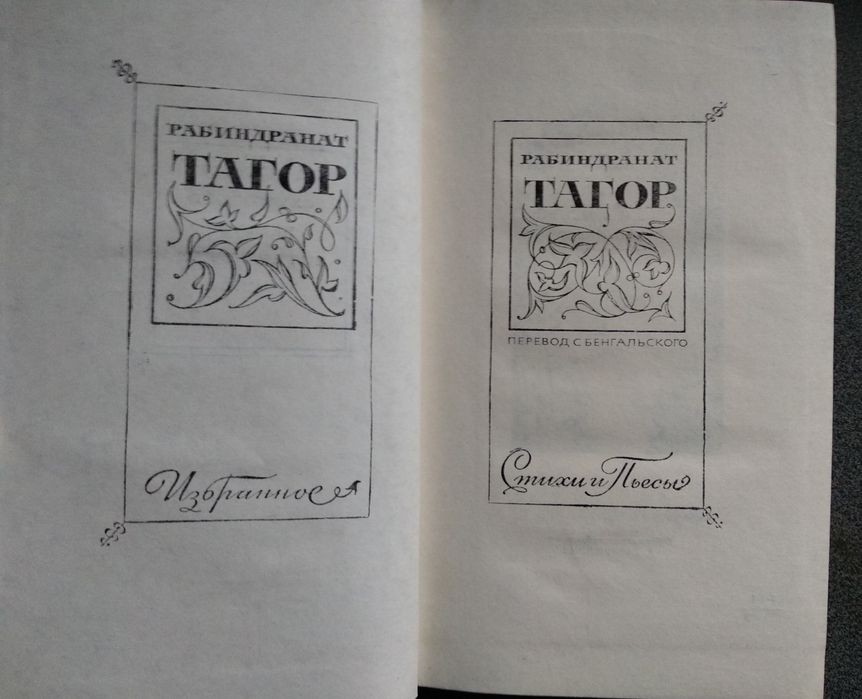 РАБИНДРАНАТ
ТАГОР
Избранное
РАБИНДРАНАТ
ТАГОР
ПЕРЕВОД С БЕНГАЛЬСКОГО
Стихи и Пьесы